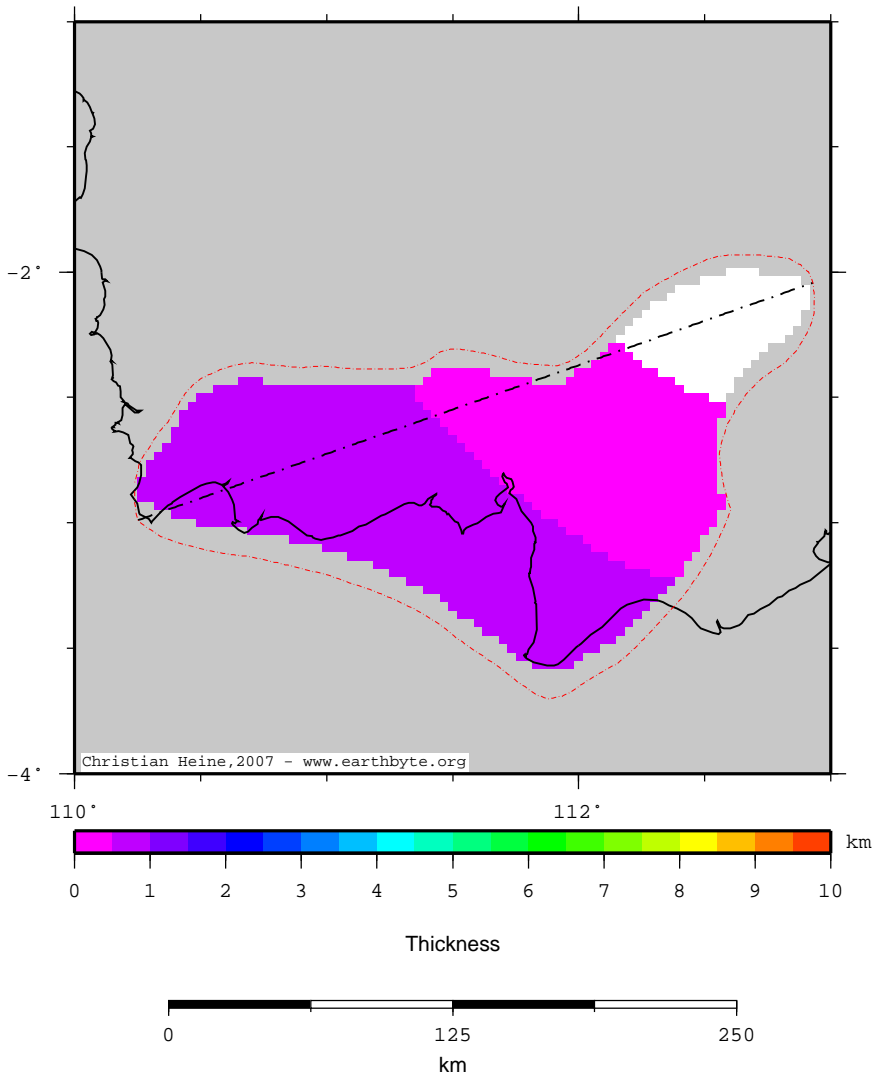 -2°
Christian Heine,2007 - www.earthbyte.org
-4°
110° 112°
km
0 1 2 3 4 5 6 7 8 9 10
Thickness
0 125 250
km